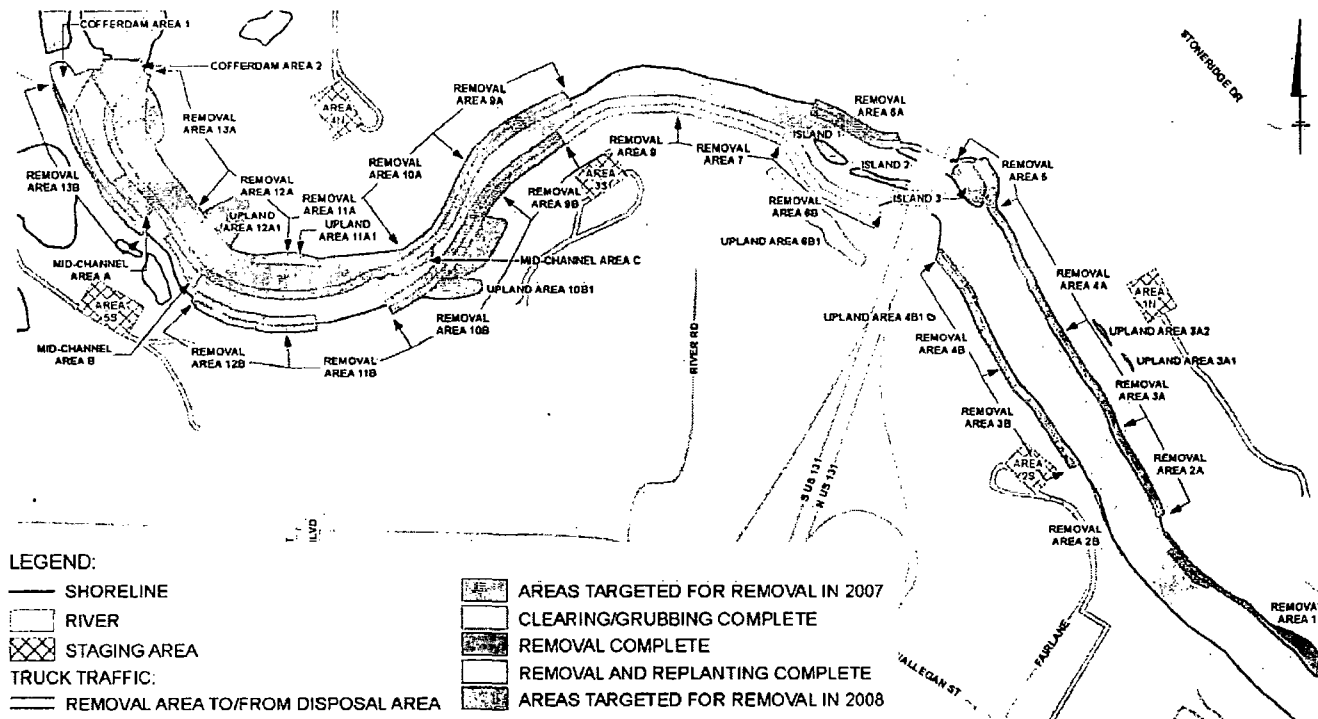 COFFERDAM AREA 1
COFFERDAM AREA 2
STONERIDGE DR
AREA
4N
REMOVAL
AREA 9A
REMOVAL
AREA 13A
REMOVAL
AREA 6A
ISLAND 1
ISLAND 2
ISLAND 3
REMOVAL
AREA 5
REMOVAL
AREA 9
REMOVAL
AREA 7
REMOVAL
AREA 10A
REMOVAL
AREA 13B
REMOVAL
AREA 12A
REMOVAL
AREA 11A
UPLAND
AREA 12A1
UPLAND
AREA 11A1
REMOVAL
AREA 9B
REMOVAL
AREA 6B
UPLAND AREA 6B1
MID-CHANNEL
AREA A
MID-CHANNEL AREA C
UPLAND AREA 10B1
AREA
5S
REMOVAL
AREA 10B
MID-CHANNEL
AREA B
REMOVAL
AREA 12B
REMOVAL
AREA 11B
RIVER RD
REMOVAL
AREA 4A
AREA
1N
UPLAND AREA 4B1
REMOVAL
AREA 4B
UPLAND AREA 3A2
UPLAND AREA 3A1
REMOVAL
AREA 3A
REMOVAL
AREA 3B
REMOVAL
AREA 2A
AREA
2S
S US 131
N US 131
REMOVAL
AREA 2B
BLVD
FAIRLANE
ALLEGAN ST
REMOVA
AREA 1
LEGEND:
SHORELINE
RIVER
STAGING AREA
TRUCK TRAFFIC:
REMOVAL AREA TO/FROM DISPOSAL AREA
AREAS TARGETED FOR REMOVAL IN 2007
CLEARING/GRUBBING COMPLETE
REMOVAL COMPLETE
REMOVAL AND REPLANTING COMPLETE
AREAS TARGETED FOR REMOVAL IN 2008